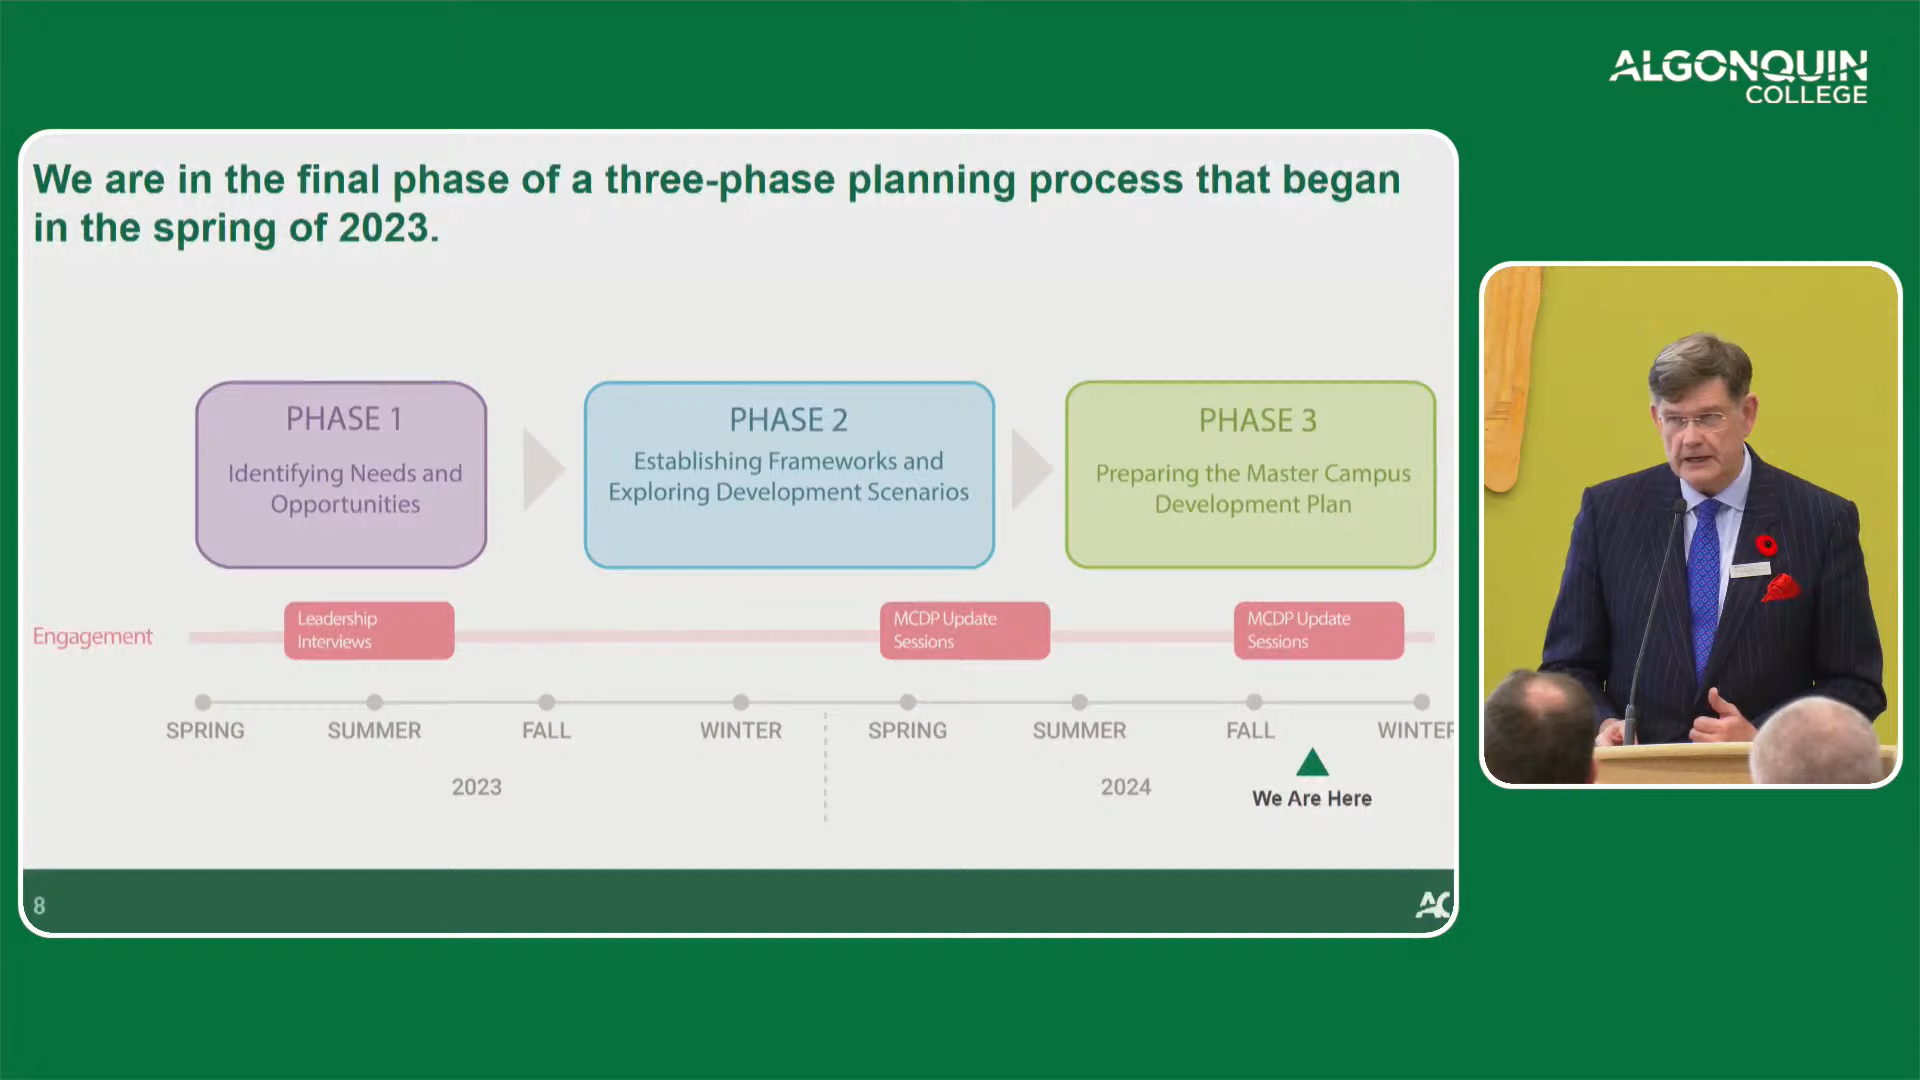 ALGONQUIN
COLLEGE
We are in the final phase of a three-phase planning process that began
in the spring of 2023.
PHASE 1
Identifying Needs and
Opportunities
PHASE 2
Establishing Frameworks and
Exploring Development Scenarios
PHASE 3
Preparing the Master Campus
Development Plan
Engagement
Leadership
Interviews
MCDP Update
Sessions
MCDP Update
Sessions
SPRING SUMMER FALL WINTER SPRING SUMMER FALL WINTER
2023 2024
We Are Here
8 AC